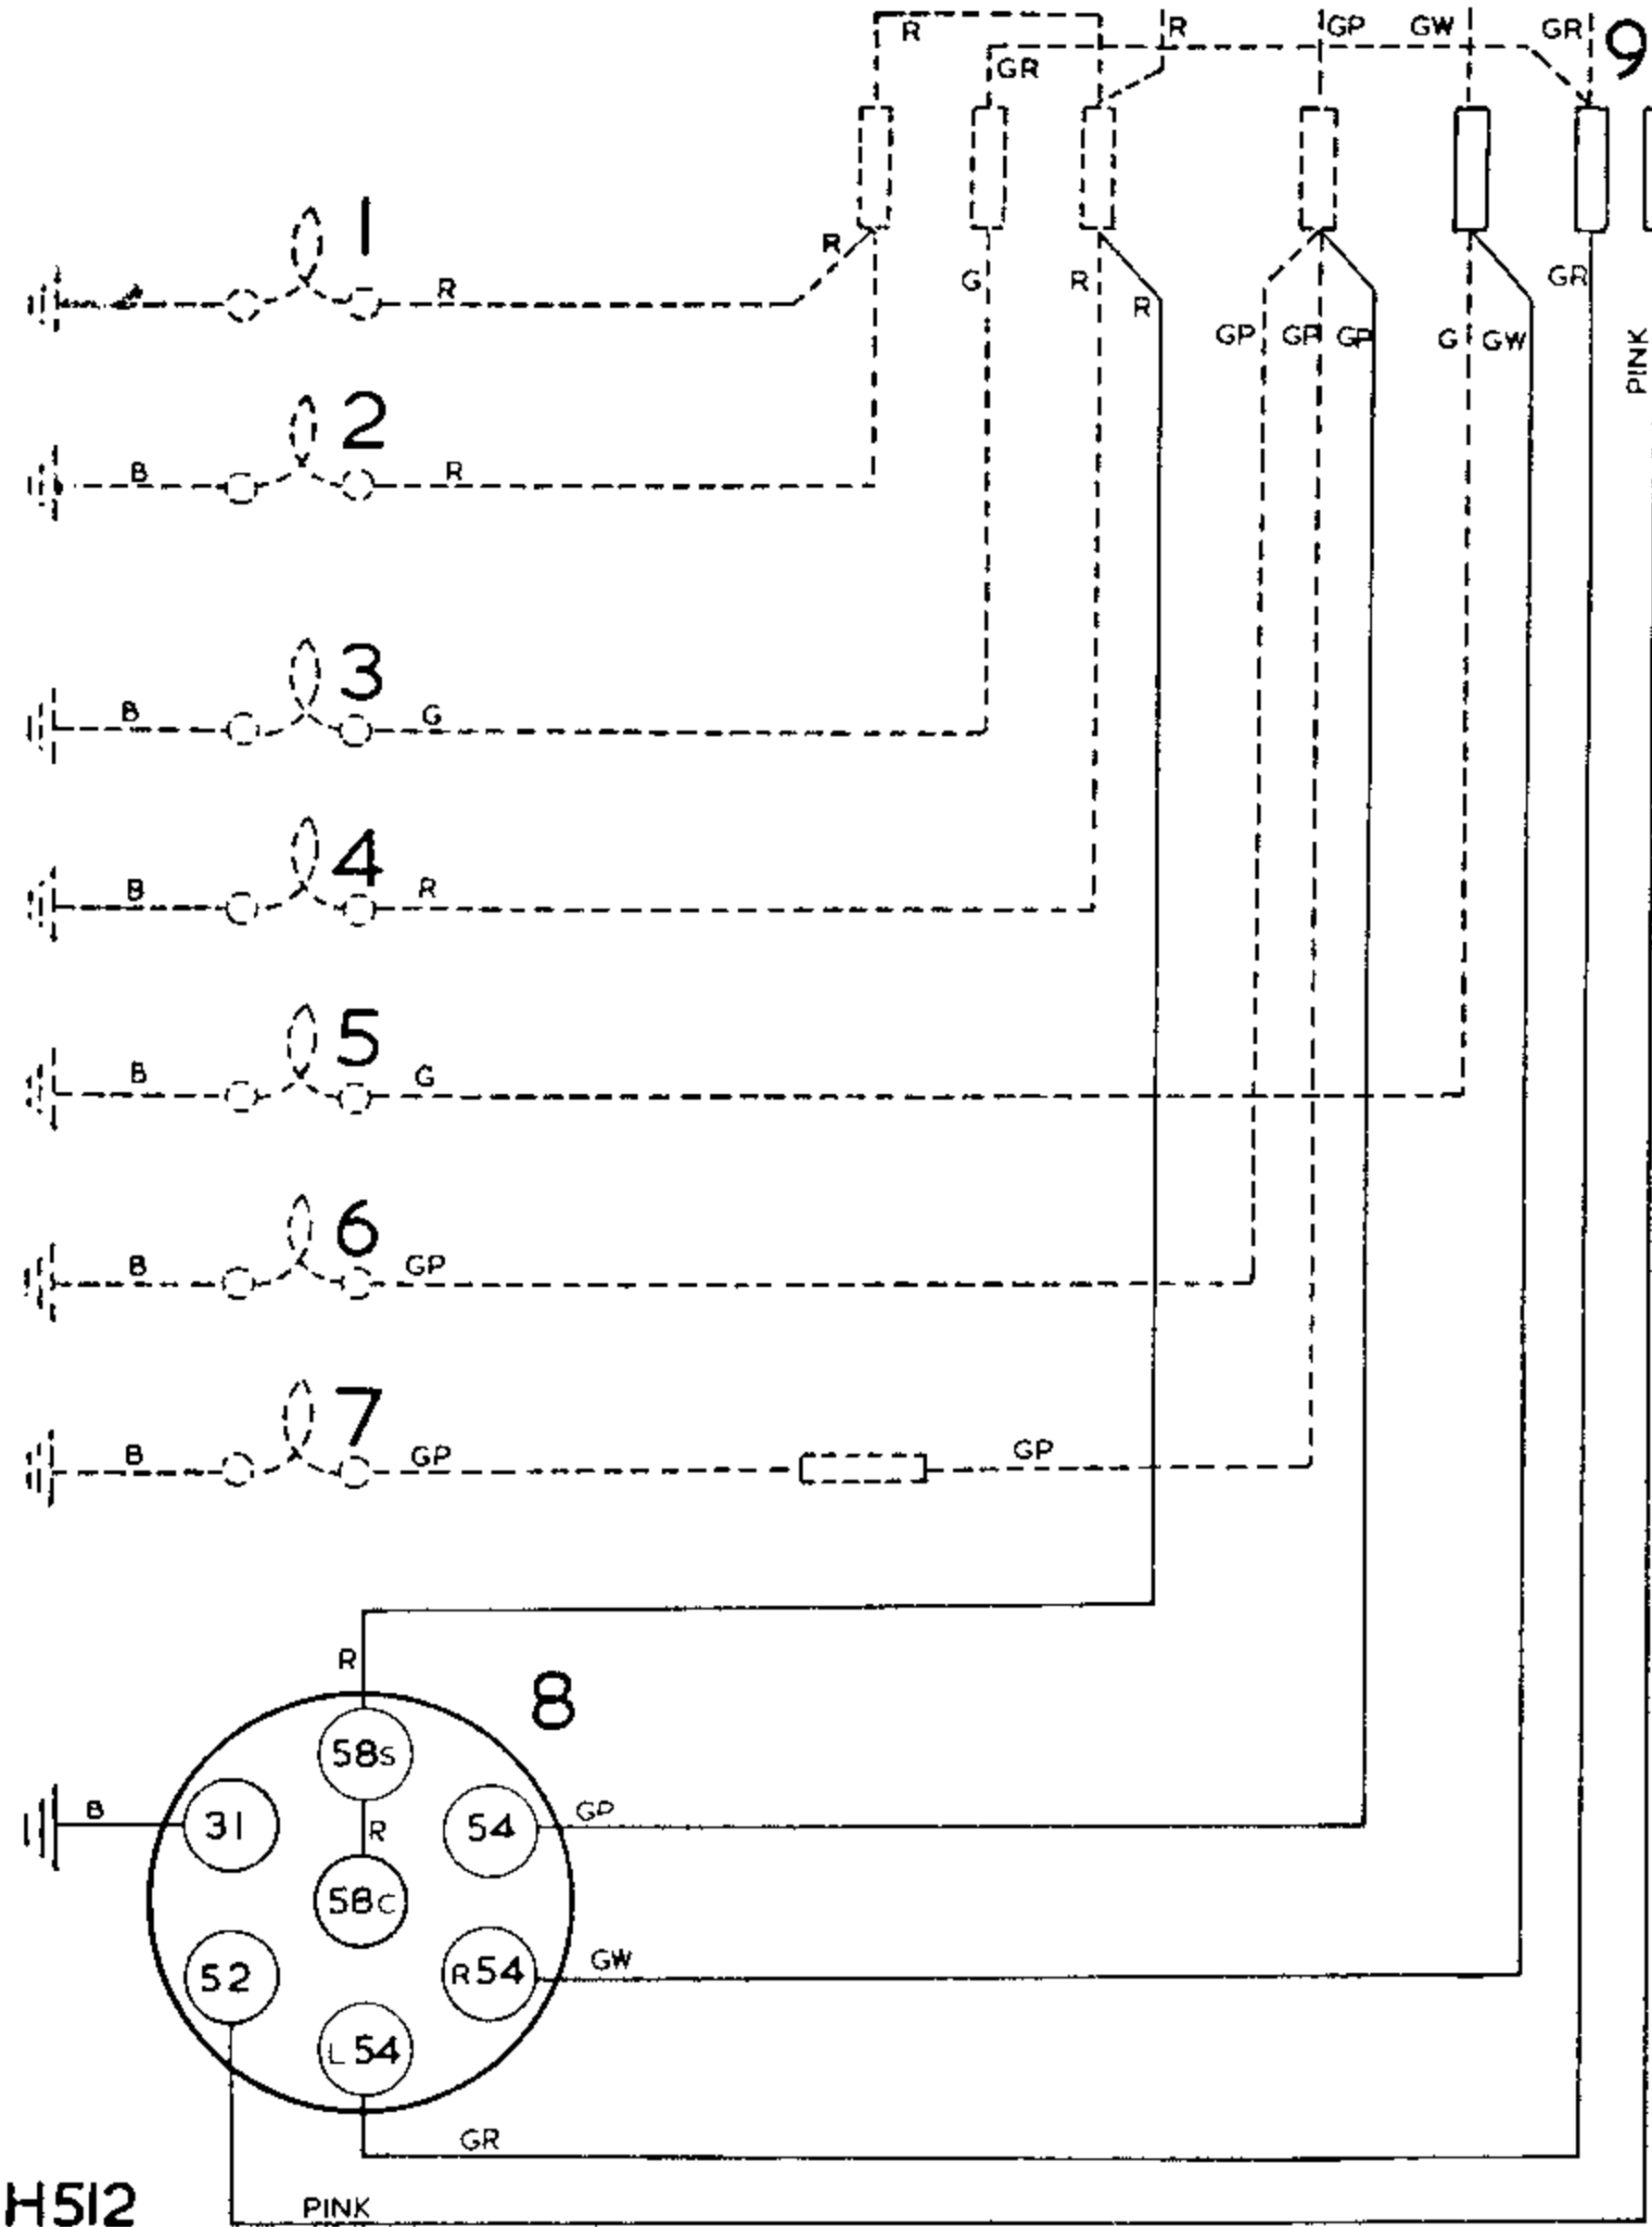 R R GP GW GR 9
GR
1
R
R
G R R GR
GP GP GP G GW
PINK
2
B R
3
B G
4
B R
5
B G
6
B GP
7
B GP GP
R
8
58S
B 31 54 GP
R
58C
52 R54 GW
L54
GR
H512 PINK